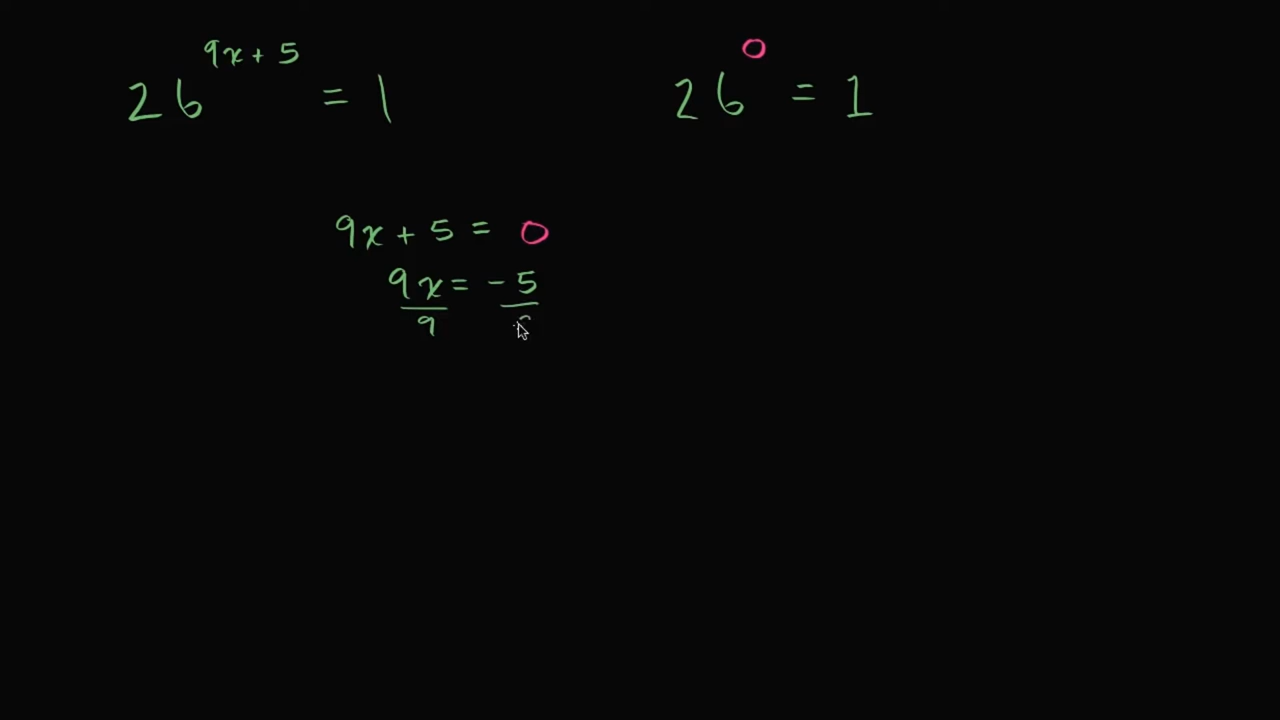 26^(9x + 5) = 1
26^0 = 1
9x + 5 = 0
9x = - 5
9